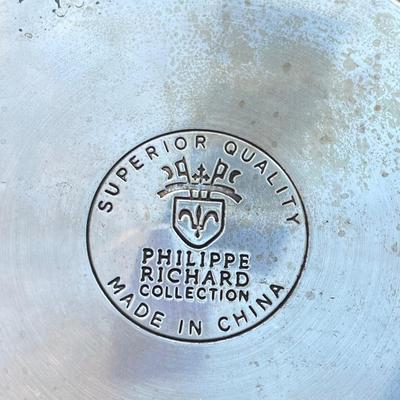 SUPERIOR QUALITY
PHILIPPE
RICHARD
COLLECTION
MADE IN CHINA